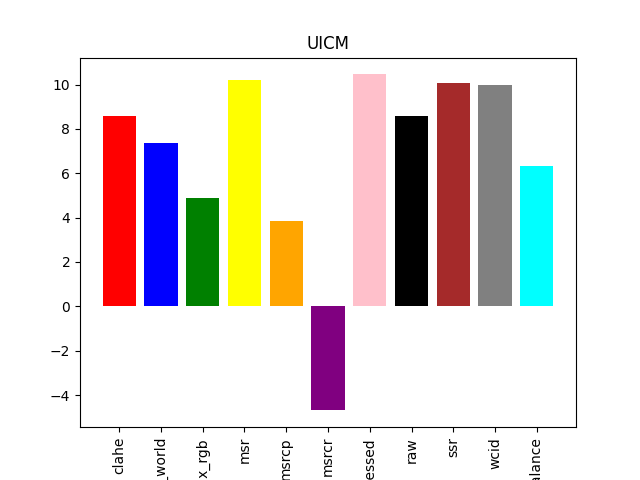 UICM
10
8
6
4
2
0
−2
−4
clahe
_world
x_rgb
msr
msrcp
msrcr
essed
raw
ssr
wcid
alance